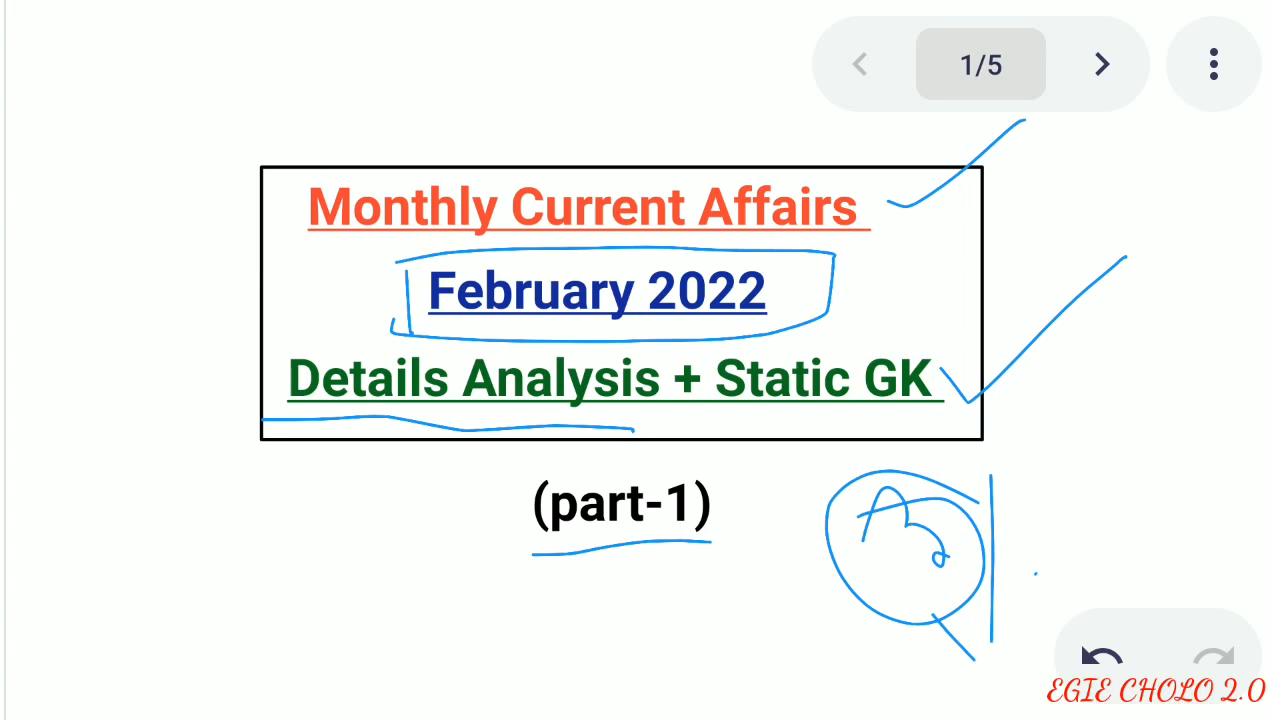 1/5
Monthly Current Affairs
February 2022
Details Analysis + Static GK
(part-1)
EGIE CHOLO 2.0